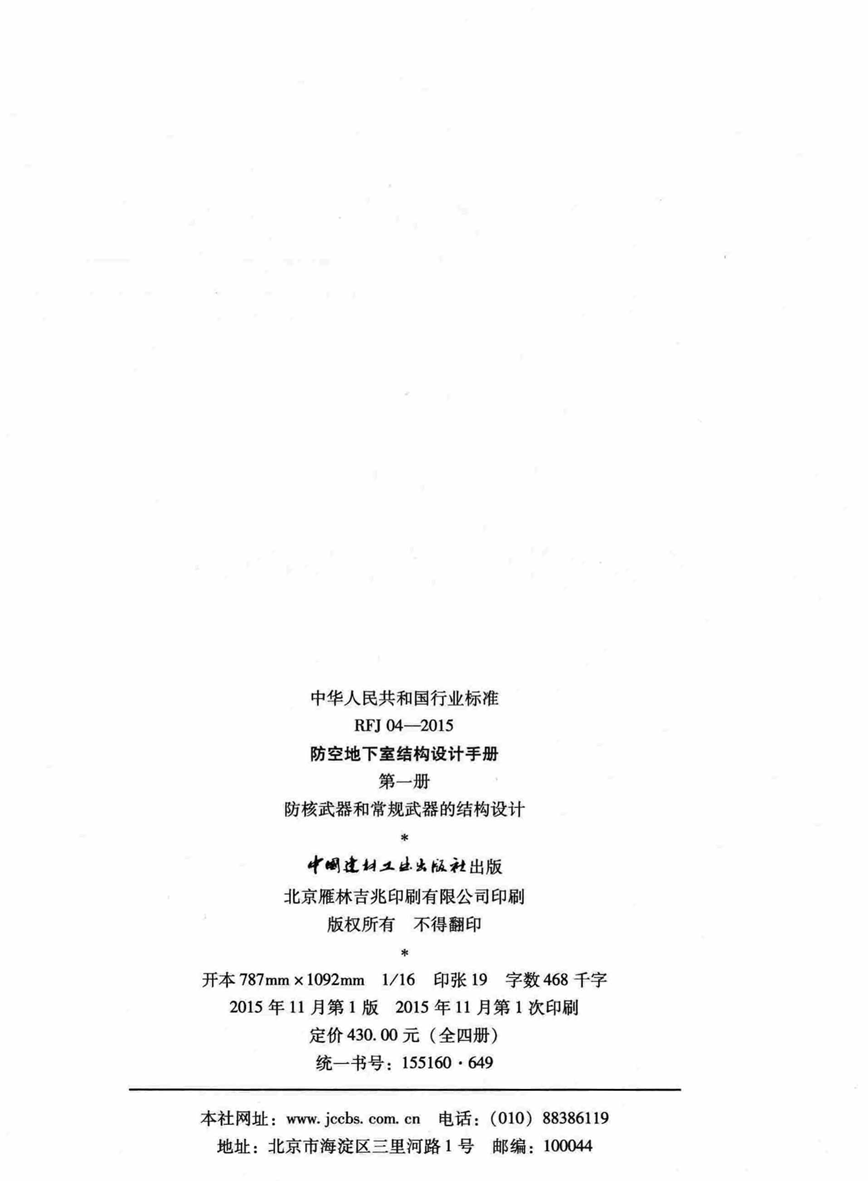 中华人民共和国行业标准
RFJ 04—2015
防空地下室结构设计手册
第一册
防核武器和常规武器的结构设计
*
中国建材工业出版社出版
北京雁林吉兆印刷有限公司印刷
版权所有 不得翻印
*
开本 787mm×1092mm 1/16 印张 19 字数 468 千字
2015 年 11 月第 1 版 2015 年 11 月第 1 次印刷
定价 430.00 元（全四册）
统一书号：155160·649
本社网址：www.jccbs.com.cn 电话：（010）88386119
地址：北京市海淀区三里河路 1 号 邮编：100044